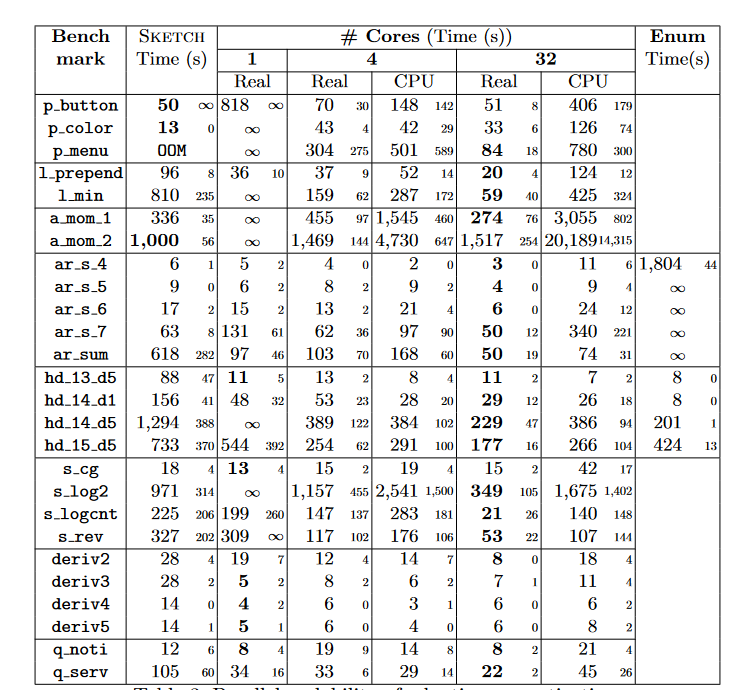 Bench SKETCH # Cores (Time (s)) Enum
mark Time (s) 1 4 32 Time(s)
Real Real CPU Real CPU
p_button 50 ∞ 818 ∞ 70 30 148 142 51 8 406 179
p_color 13 0 ∞ 43 4 42 29 33 6 126 74
p_menu OOM ∞ 304 275 501 589 84 18 780 300
l_prepend 96 8 36 10 37 9 52 14 20 4 124 12
l_min 810 235 ∞ 159 62 287 172 59 40 425 324
a_mom_1 336 35 ∞ 455 97 1,545 460 274 76 3,055 802
a_mom_2 1,000 56 ∞ 1,469 144 4,730 647 1,517 254 20,189 14,315
ar_s_4 6 1 5 2 4 0 2 0 3 0 11 6 1,804 44
ar_s_5 9 0 6 2 8 2 9 2 4 0 9 4 ∞
ar_s_6 17 2 15 2 13 2 21 4 6 0 24 12 ∞
ar_s_7 63 8 131 61 62 36 97 90 50 12 340 221 ∞
ar_sum 618 282 97 46 103 70 168 60 50 19 74 31 ∞
hd_13_d5 88 47 11 5 13 2 8 4 11 2 7 2 8 0
hd_14_d1 156 41 48 32 53 23 28 20 29 12 26 18 8 0
hd_14_d5 1,294 388 ∞ 389 122 384 102 229 47 386 94 201 1
hd_15_d5 733 370 544 392 254 62 291 100 177 16 266 104 424 13
s_cg 18 4 13 4 15 2 19 4 15 2 42 17
s_log2 971 314 ∞ 1,157 455 2,541 1,500 349 105 1,675 1,402
s_logcnt 225 206 199 260 147 137 283 181 21 26 140 148
s_rev 327 202 309 ∞ 117 102 176 106 53 22 107 144
deriv2 28 4 19 7 12 4 14 7 8 0 18 4
deriv3 28 2 5 2 8 2 6 2 7 1 11 4
deriv4 14 0 4 2 6 0 3 1 6 0 6 2
deriv5 14 1 5 1 6 0 4 0 6 0 8 2
q_noti 12 6 8 4 19 9 14 8 8 2 21 4
q_serv 105 60 34 16 33 6 29 14 22 2 45 26